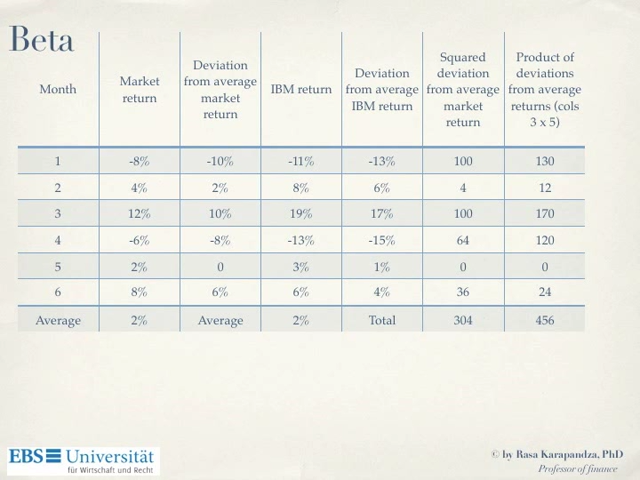 Beta
Month
Market
return
Deviation
from average
market
return
IBM return
Deviation
from average
IBM return
Squared
deviation
from average
market
return
Product of
deviations
from average
returns (cols
3 x 5)
1 -8% -10% -11% -13% 100 130
2 4% 2% 8% 6% 4 12
3 12% 10% 19% 17% 100 170
4 -6% -8% -13% -15% 64 120
5 2% 0 3% 1% 0 0
6 8% 6% 6% 4% 36 24
Average 2% Average 2% Total 304 456
EBS Universität
für Wirtschaft und Recht
© by Rasa Karapandza, PhD
Professor of finance